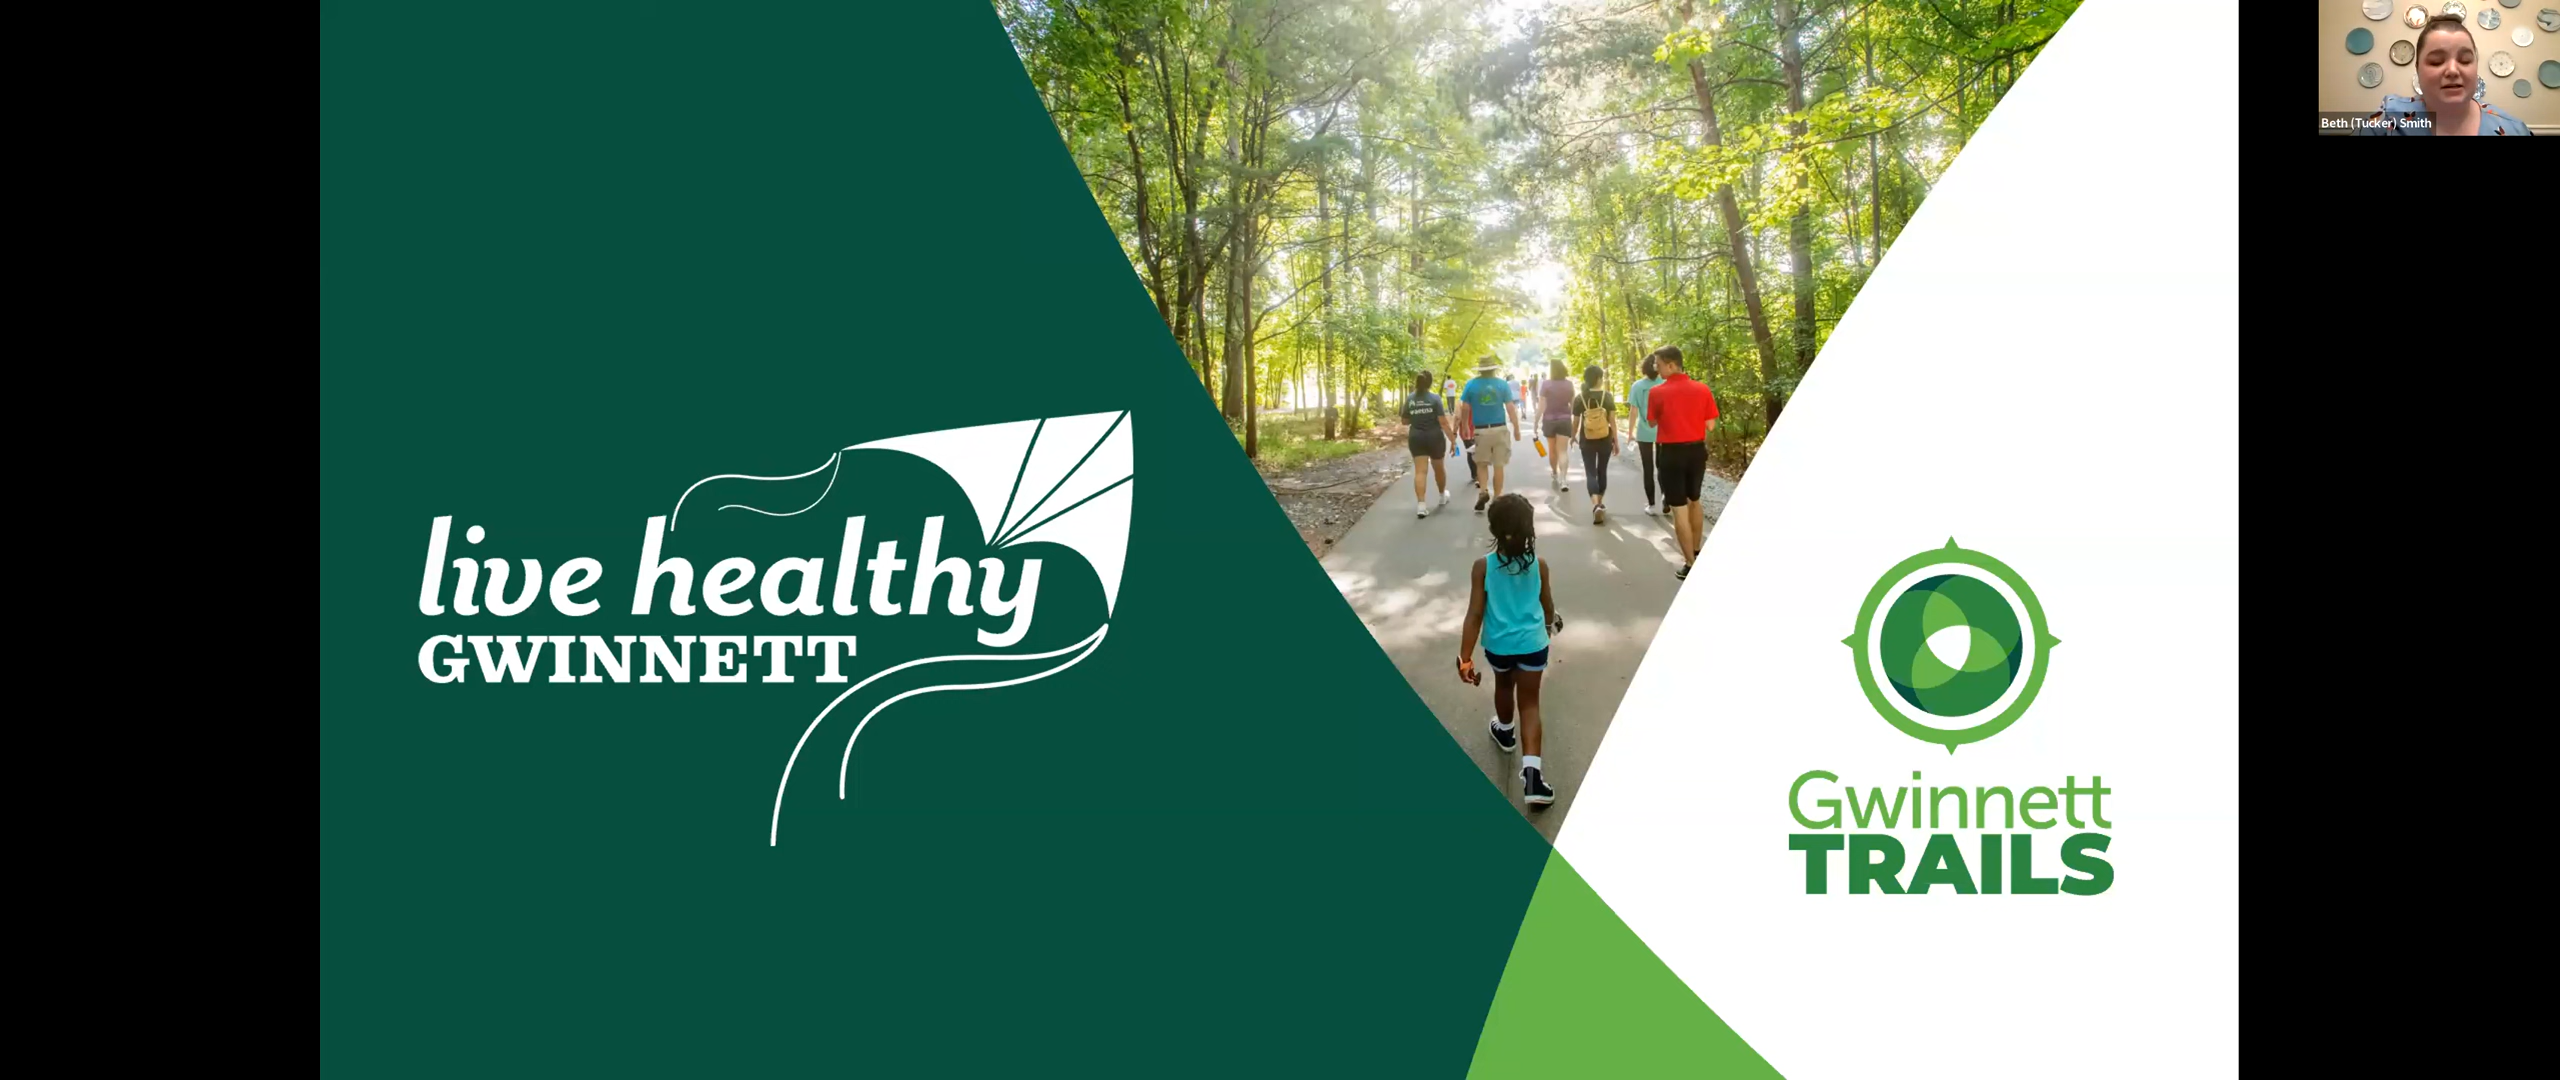 Beth (Tucker) Smith
live healthy
GWINNETT
Gwinnett
TRAILS